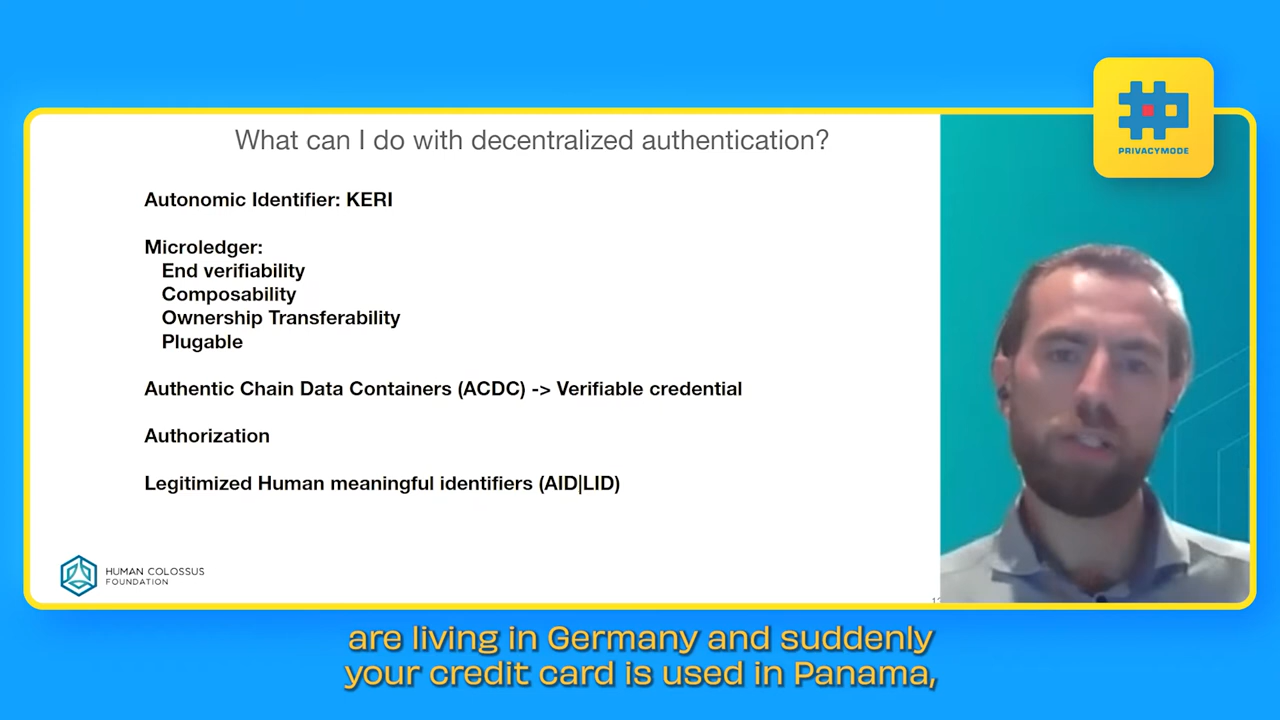 PRIVACYMODE
What can I do with decentralized authentication?
Autonomic Identifier: KERI
Microledger:
End verifiability
Composability
Ownership Transferability
Plugable
Authentic Chain Data Containers (ACDC) -> Verifiable credential
Authorization
Legitimized Human meaningful identifiers (AID|LID)
HUMAN COLOSSUS
FOUNDATION
are living in Germany and suddenly
your credit card is used in Panama,